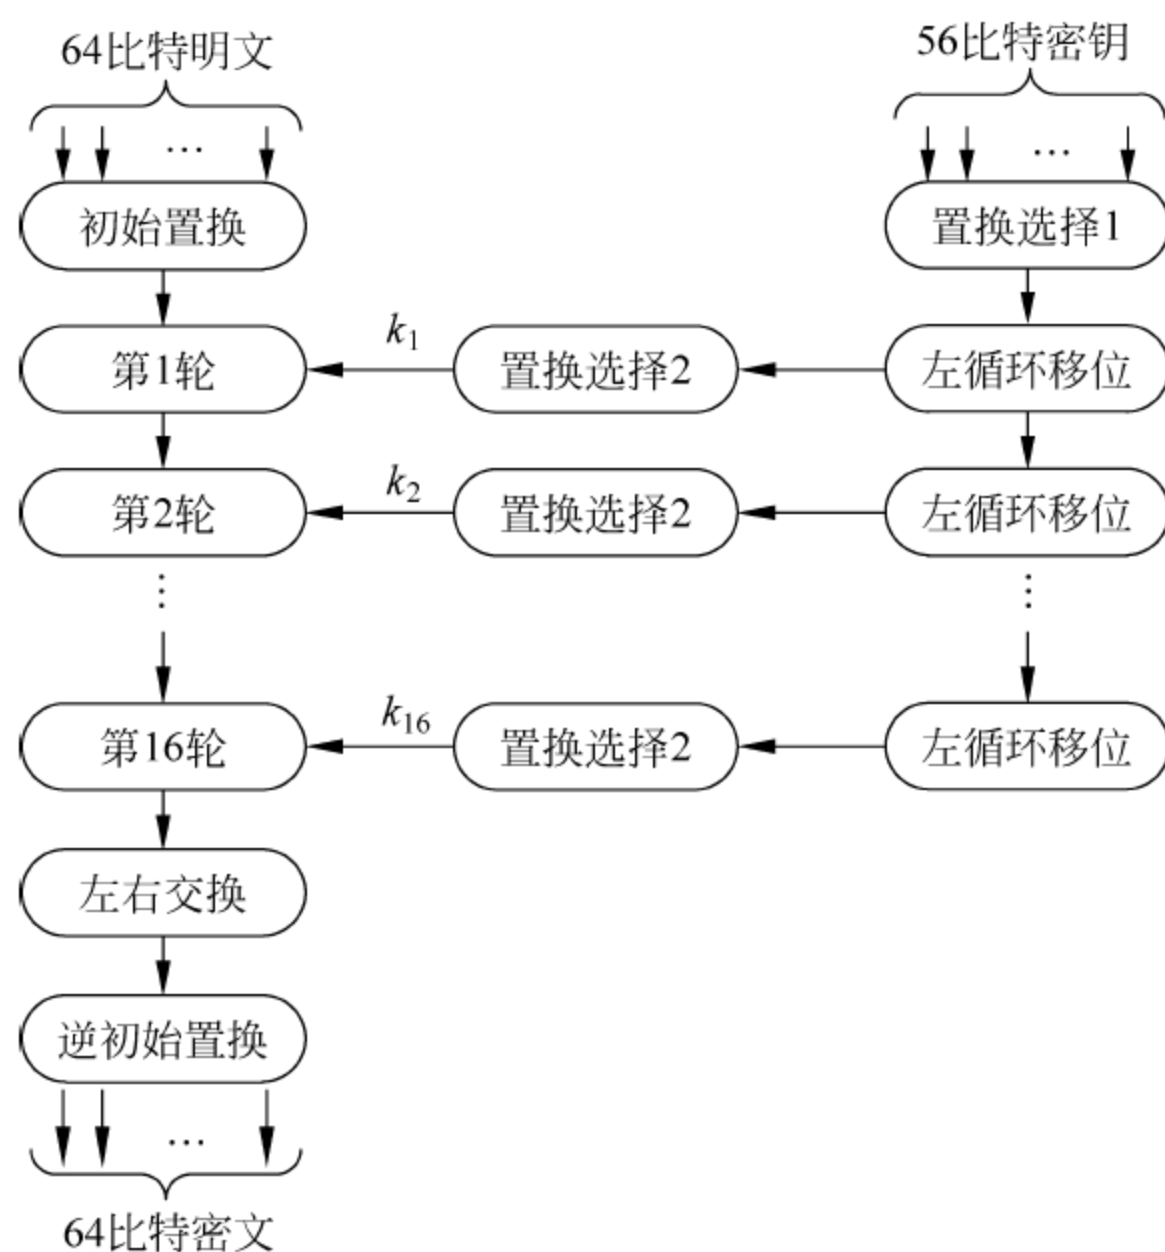 64比特明文
56比特密钥
…
…
初始置换
置换选择1
第1轮
k1
置换选择2
左循环移位
第2轮
k2
置换选择2
左循环移位
⋮
⋮
第16轮
k16
置换选择2
左循环移位
左右交换
逆初始置换
…
64比特密文